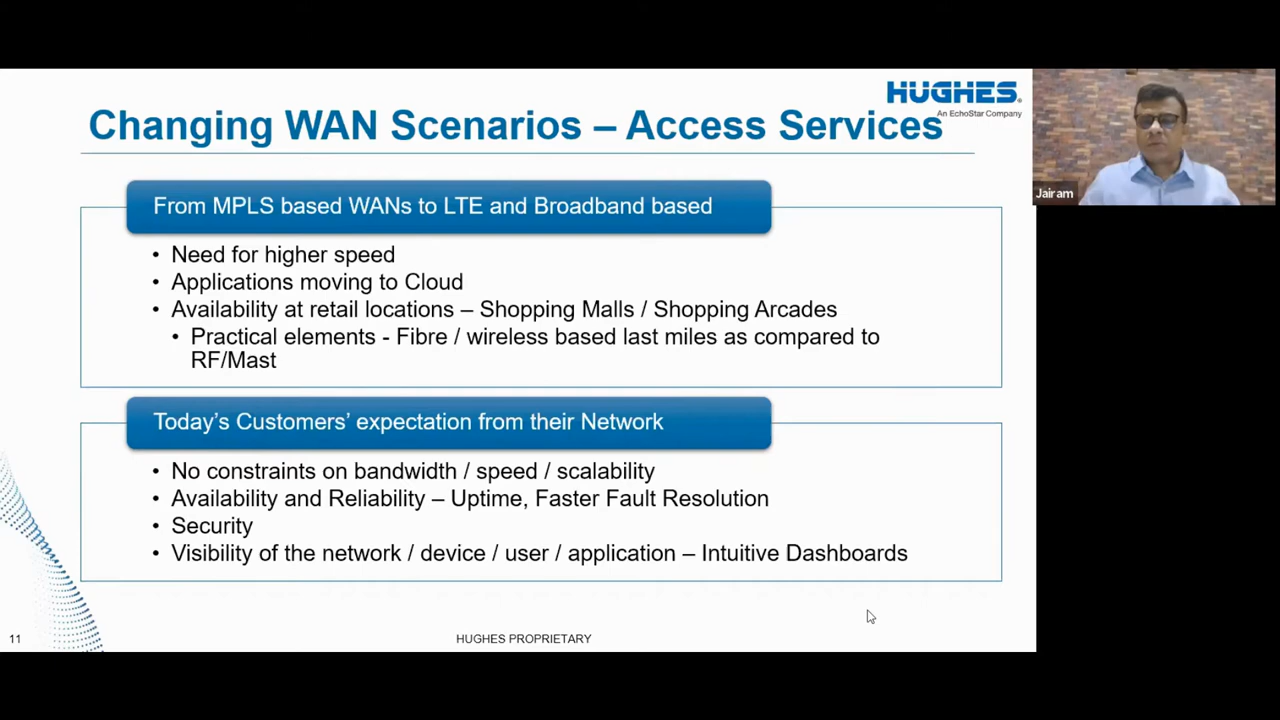 HUGHES
An EchoStar Company
Changing WAN Scenarios – Access Services
Jairam
From MPLS based WANs to LTE and Broadband based
• Need for higher speed
• Applications moving to Cloud
• Availability at retail locations – Shopping Malls / Shopping Arcades
• Practical elements - Fibre / wireless based last miles as compared to
RF/Mast
Today's Customers' expectation from their Network
• No constraints on bandwidth / speed / scalability
• Availability and Reliability – Uptime, Faster Fault Resolution
• Security
• Visibility of the network / device / user / application – Intuitive Dashboards
11
HUGHES PROPRIETARY